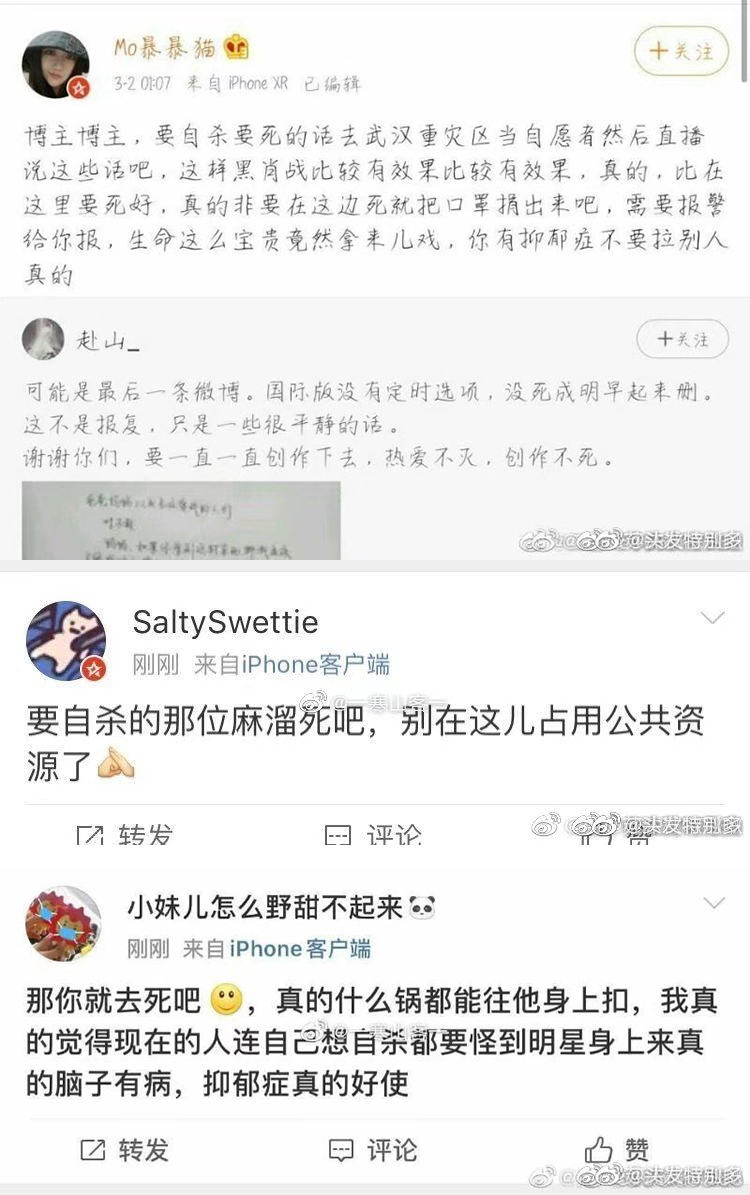 Mo暴暴猫
+关注
3-2 01:07 来自 iPhone XR 已编辑
博主博主，要自杀要死的话去武汉重灾区当自愿者然后直播
说这些话吧，这样黑肖战比较有效果比较有效果，真的，比在
这里要死好，真的非要在这边死就把口罩捐出来吧，需要报警
给你报，生命这么宝贵竟然拿来儿戏，你有抑郁症不要拉别人
真的
赴山_
+关注
可能是最后一条微博。国际版没有定时选项，没死成明早起来删。
这不是报复，只是一些很平静的话。
谢谢你们，要一直一直创作下去，热爱不灭，创作不死。
@头发特别多
SaltySwettie
刚刚 来自iPhone客户端
@一寒山客一
要自杀的那位麻溜死吧，别在这儿占用公共资
源了
转发 评论 赞
@头发特别多
小妹儿怎么野甜不起来
刚刚 来自iPhone客户端
那你就去死吧，真的什么锅都能往他身上扣，我真
@一寒山客一
的觉得现在的人连自己想自杀都要怪到明星身上来真
的脑子有病，抑郁症真的好使
转发 评论 赞
@头发特别多